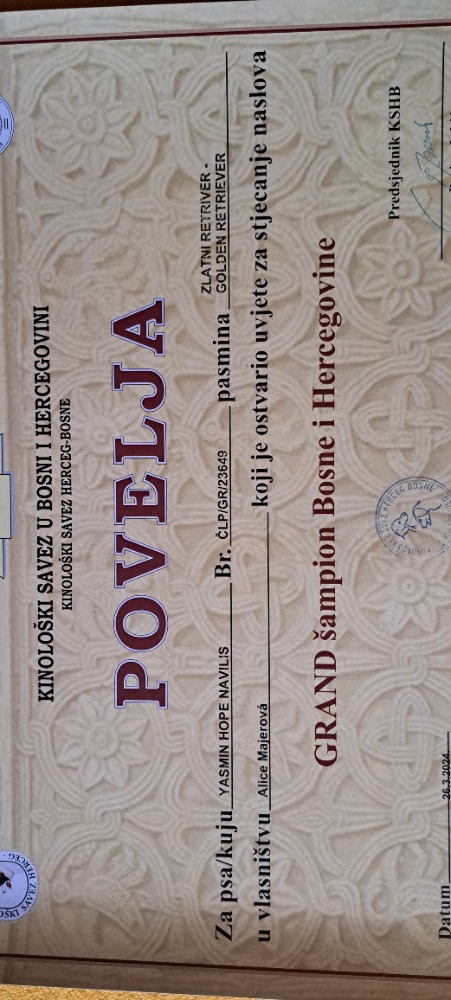 KINOLOŠKI SAVEZ U BOSNI I HERCEGOVINI
KINOLOŠKI SAVEZ HERCEG-BOSNE
POVELJA
Za psa/kuju YASMIN HOPE NAVILIS Br. ČLP/GR/23649 pasmina ZLATNI RETRIVER -
GOLDEN RETRIEVER
u vlasništvu Alice Majerová koji je ostvario uvjete za stjecanje naslova
GRAND šampion Bosne i Hercegovine
Predsjednik KSHB
Datum 26.3.2024.